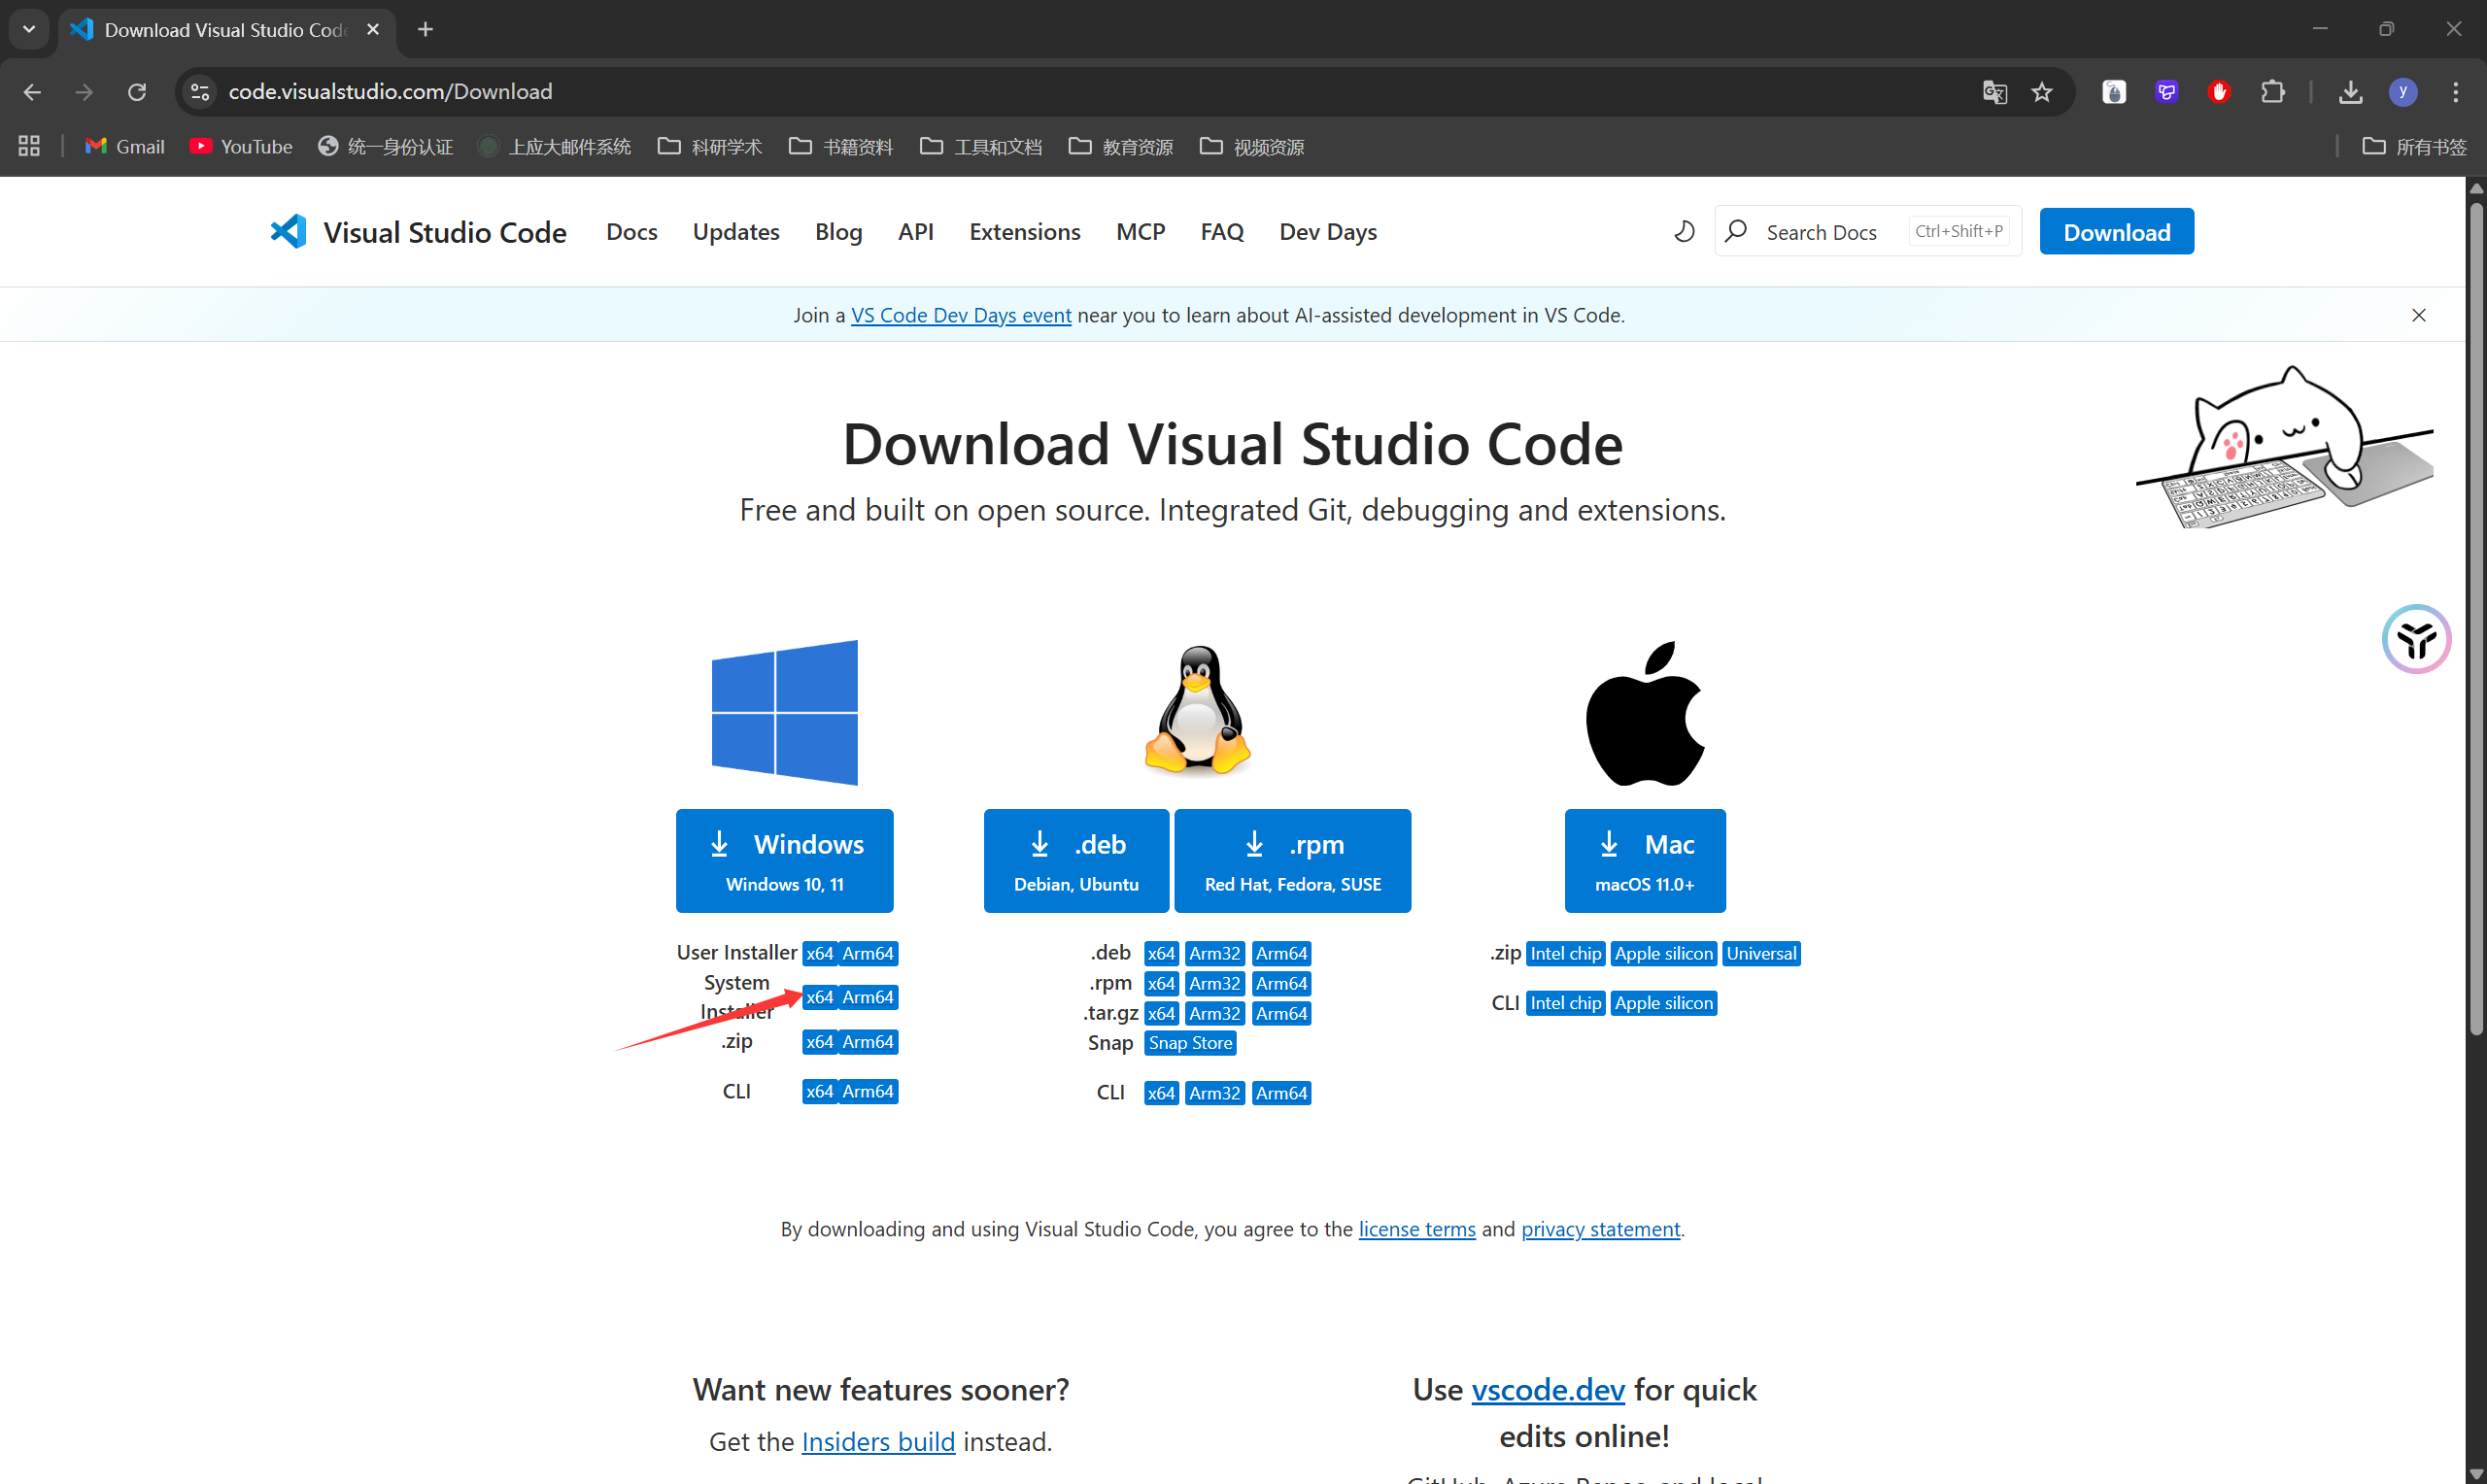 Download Visual Studio Code
code.visualstudio.com/Download
Gmail
YouTube
统一身份认证
上应大邮件系统
科研学术
书籍资料
工具和文档
教育资源
视频资源
所有书签
Visual Studio Code
Docs
Updates
Blog
API
Extensions
MCP
FAQ
Dev Days
Search Docs
Ctrl+Shift+P
Download
Join a VS Code Dev Days event near you to learn about AI-assisted development in VS Code.
Download Visual Studio Code
Free and built on open source. Integrated Git, debugging and extensions.
Windows
Windows 10, 11
.deb
Debian, Ubuntu
.rpm
Red Hat, Fedora, SUSE
Mac
macOS 11.0+
User Installer x64 Arm64
System
Installer
x64 Arm64
.zip x64 Arm64
CLI x64 Arm64
.deb x64 Arm32 Arm64
.rpm x64 Arm32 Arm64
.tar.gz x64 Arm32 Arm64
Snap Snap Store
CLI x64 Arm32 Arm64
.zip Intel chip Apple silicon Universal
CLI Intel chip Apple silicon
By downloading and using Visual Studio Code, you agree to the license terms and privacy statement.
Want new features sooner?
Get the Insiders build instead.
Use vscode.dev for quick
edits online!